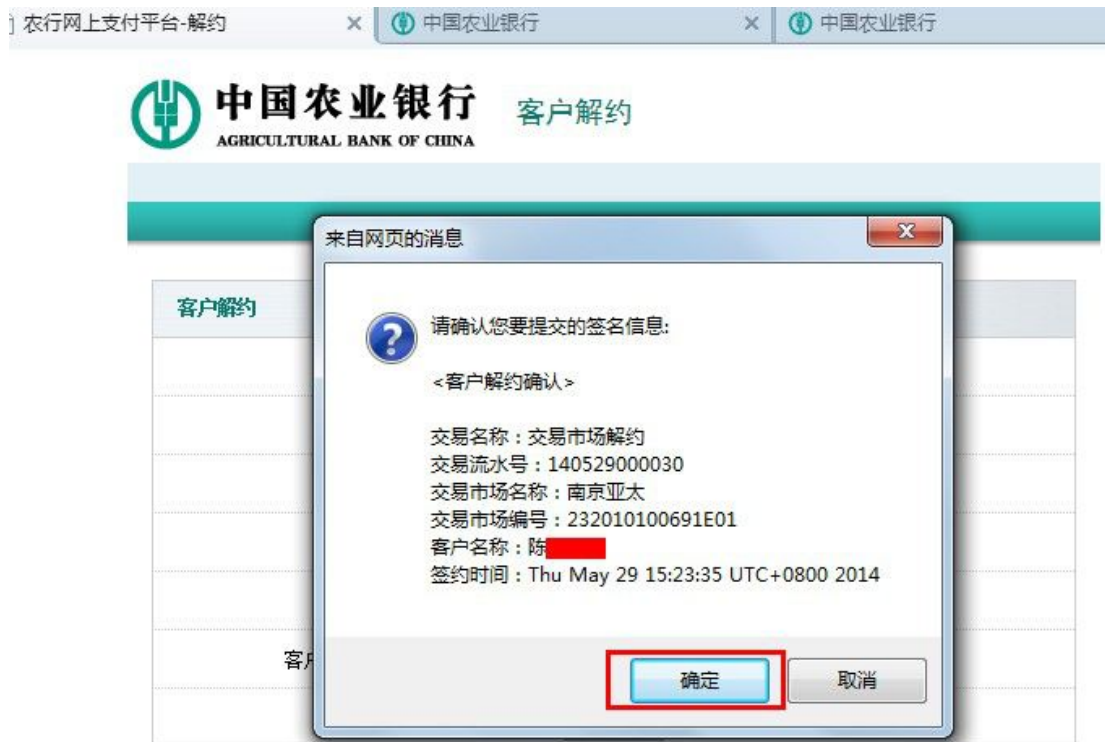 农行网上支付平台-解约
中国农业银行
中国农业银行
中国农业银行
AGRICULTURAL BANK OF CHINA
客户解约
来自网页的消息
客户解约
请确认您要提交的签名信息:
<客户解约确认>
交易名称：交易市场解约
交易流水号：140529000030
交易市场名称：南京亚太
交易市场编号：232010100691E01
客户名称：陈
签约时间：Thu May 29 15:23:35 UTC+0800 2014
客户
确定
取消